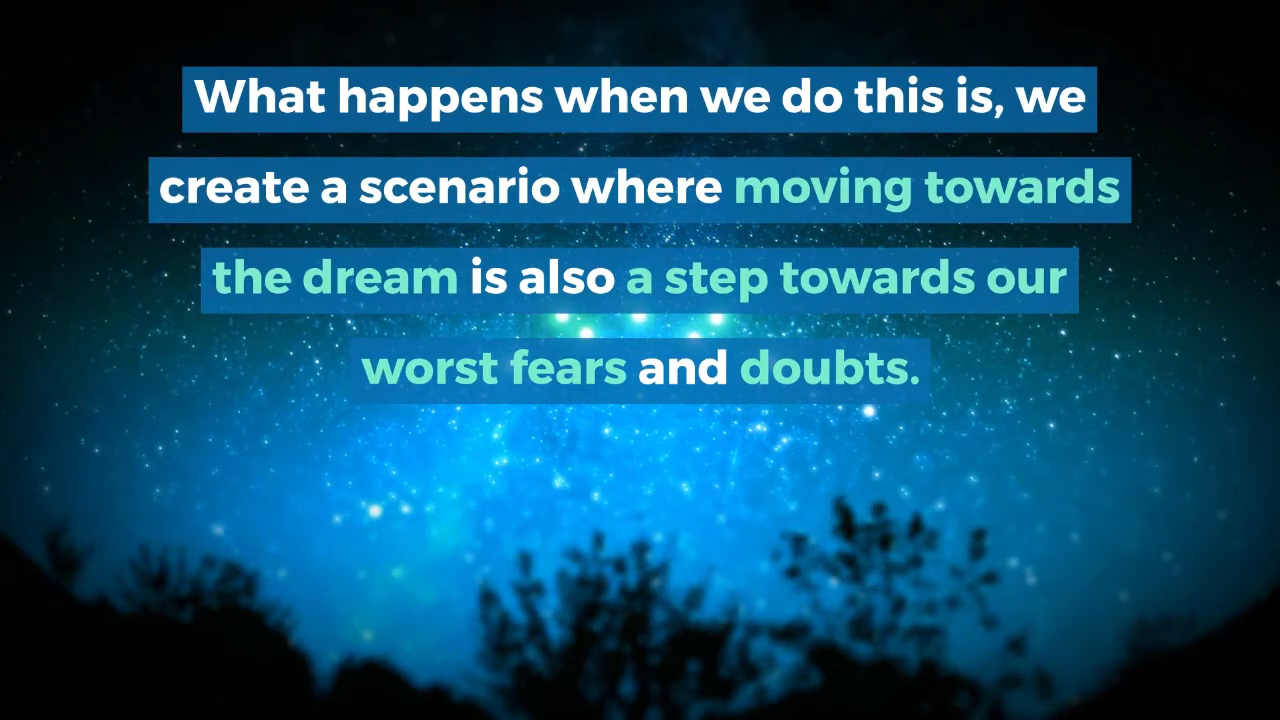 What happens when we do this is, we
create a scenario where moving towards
the dream is also a step towards our
worst fears and doubts.